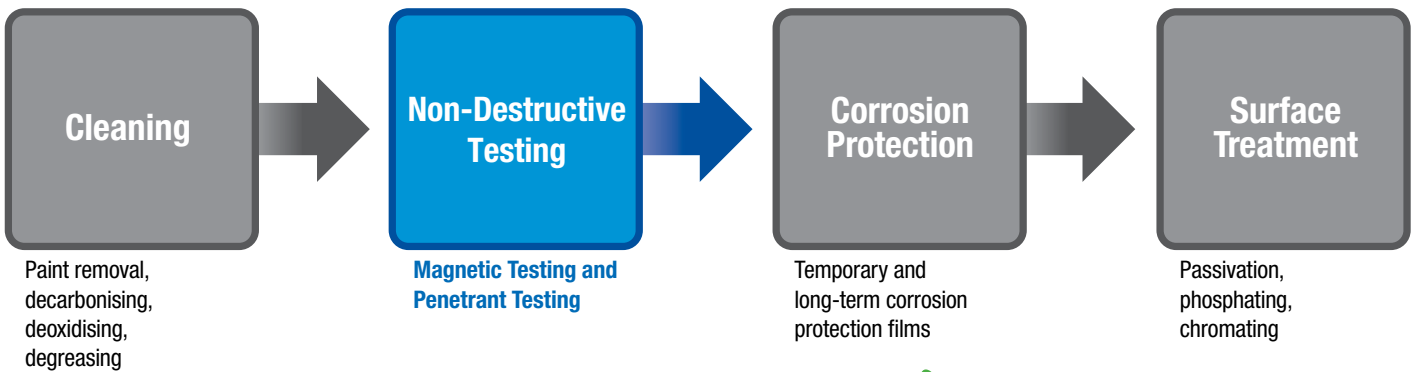 Cleaning
Non-Destructive
Testing
Corrosion
Protection
Surface
Treatment
Paint removal,
decarbonising,
deoxidising,
degreasing
Magnetic Testing and
Penetrant Testing
Temporary and
long-term corrosion
protection films
Passivation,
phosphating,
chromating